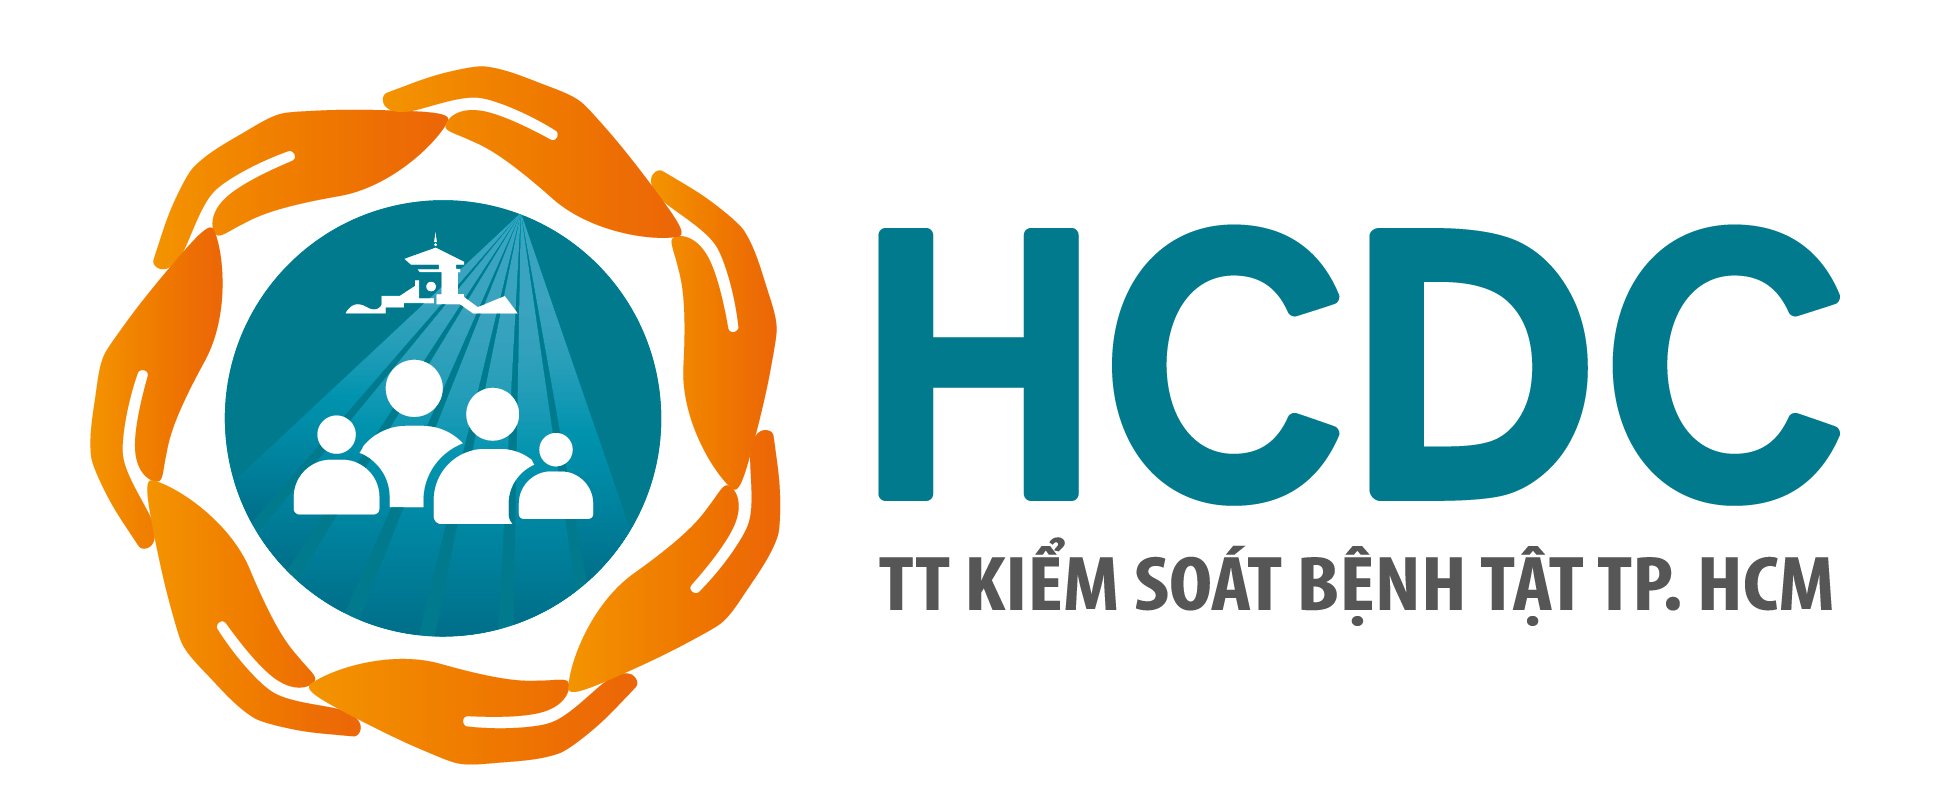 HCDC
TT KIỂM SOÁT BỆNH TẬT TP. HCM